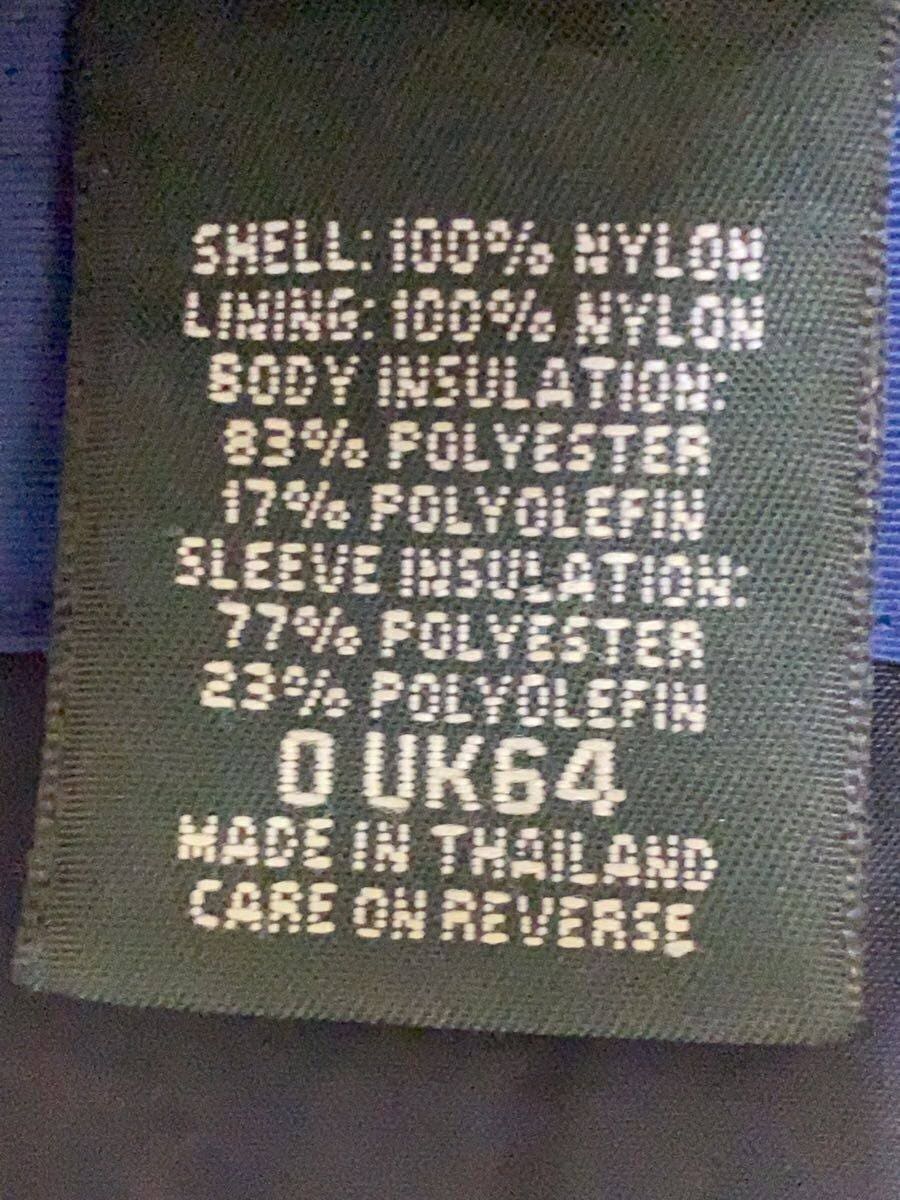 SHELL: 100% NYLON
LINING: 100% NYLON
BODY INSULATION:
83% POLYESTER
17% POLYOLEFIN
SLEEVE INSULATION:
77% POLYESTER
23% POLYOLEFIN
0 UK64
MADE IN THAILAND
CARE ON REVERSE